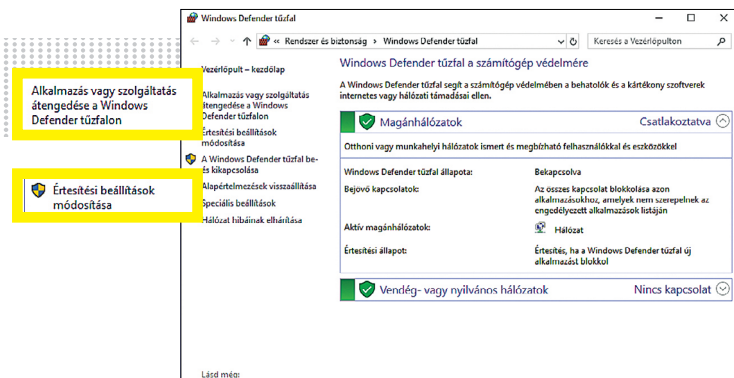 Windows Defender tűzfal
« Rendszer és biztonság › Windows Defender tűzfal
Keresés a Vezérlőpulton
Alkalmazás vagy szolgáltatás
átengedése a Windows
Defender tűzfalon
Értesítési beállítások
módosítása
Vezérlőpult – kezdőlap
Alkalmazás vagy szolgáltatás
átengedése a Windows
Defender tűzfalon
Értesítési beállítások
módosítása
A Windows Defender tűzfal be-
és kikapcsolása
Alapértelmezések visszaállítása
Speciális beállítások
Hálózat hibáinak elhárítása
Lásd még:
Windows Defender tűzfal a számítógép védelmére
A Windows Defender tűzfal segít a számítógép védelmében a behatolók és a kártékony szoftverek
internetes vagy hálózati támadásai ellen.
Magánhálózatok Csatlakoztatva
Otthoni vagy munkahelyi hálózatok ismert és megbízható felhasználókkal és eszközökkel
Windows Defender tűzfal állapota: Bekapcsolva
Bejövő kapcsolatok: Az összes kapcsolat blokkolása azon
alkalmazásokhoz, amelyek nem szerepelnek az
engedélyezett alkalmazások listáján
Aktív magánhálózatok: Hálózat
Értesítési állapot: Értesítés, ha a Windows Defender tűzfal új
alkalmazást blokkol
Vendég- vagy nyilvános hálózatok Nincs kapcsolat